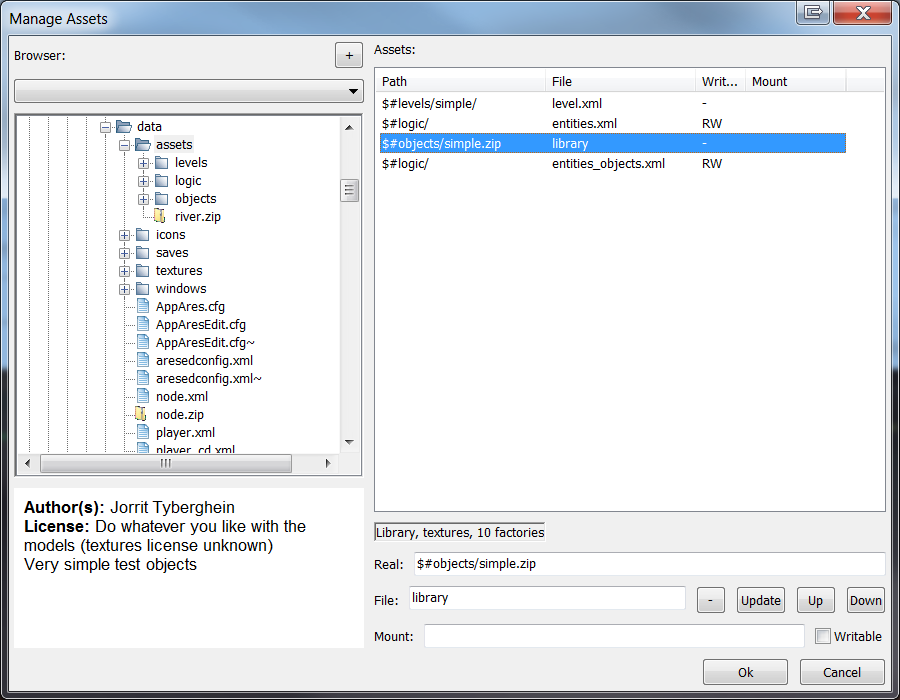 Manage Assets
Browser:
+
data
assets
levels
logic
objects
river.zip
icons
saves
textures
windows
AppAres.cfg
AppAresEdit.cfg
AppAresEdit.cfg~
aresedconfig.xml
aresedconfig.xml~
node.xml
node.zip
player.xml
player_cd.xml
Author(s): Jorrit Tyberghein
License: Do whatever you like with the
models (textures license unknown)
Very simple test objects
Assets:
Path File Writ... Mount
$#levels/simple/ level.xml -
$#logic/ entities.xml RW
$#objects/simple.zip library -
$#logic/ entities_objects.xml RW
Library, textures, 10 factories
Real: $#objects/simple.zip
File: library - Update Up Down
Mount: Writable
Ok Cancel